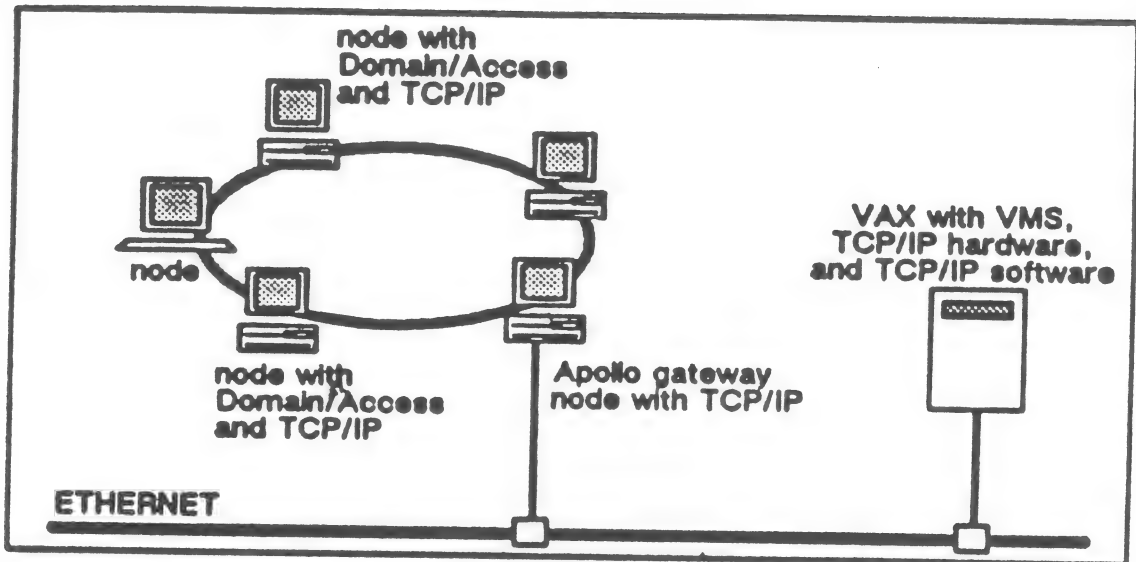 node with
Domain/Access
and TCP/IP
node
node with
Domain/Access
and TCP/IP
Apollo gateway
node with TCP/IP
VAX with VMS,
TCP/IP hardware,
and TCP/IP software
ETHERNET